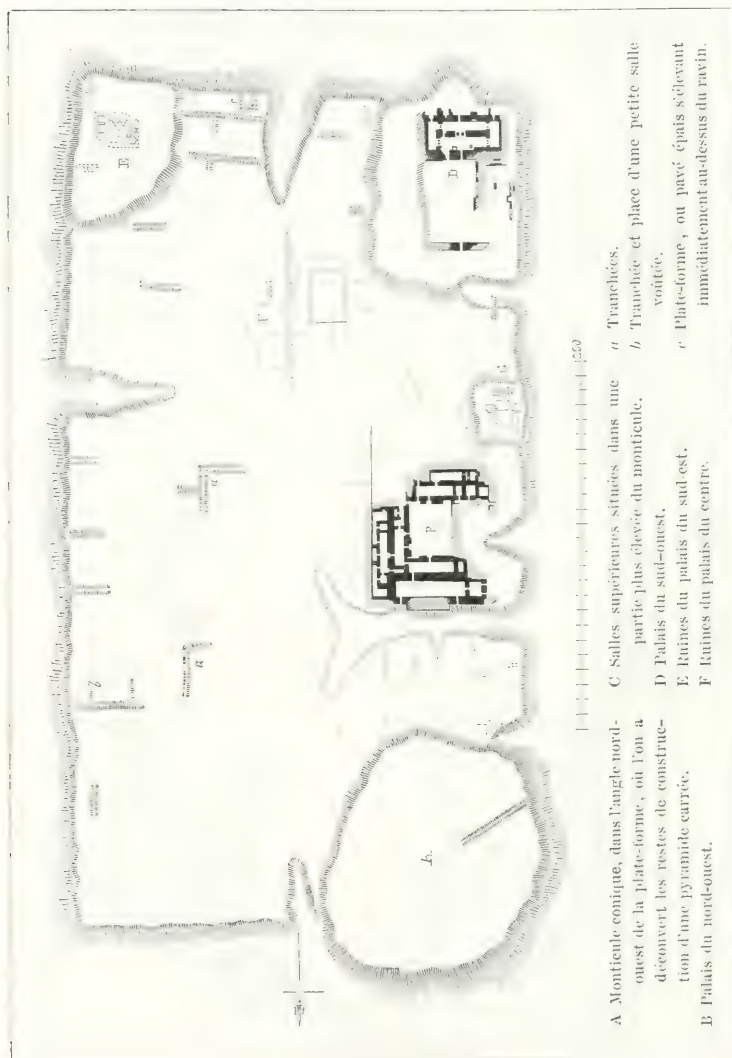 A Monticule conique, dans l'angle nord-
ouest de la plate-forme, où l'on a
découvert les restes de construc-
tion d'une pyramide carrée.
B Palais du nord-ouest.
C Salles supérieures situées dans une
partie plus élevée du monticule.
D Palais du sud-ouest.
E Ruines du palais du sud-est.
F Ruines du palais du centre.
a Tranchées.
b Tranchée et place d'une petite salle
voûtée.
c Plate-forme, ou pavé épais s'élevant
immédiatement au-dessus du ravin.
E
F
D
a
a
b